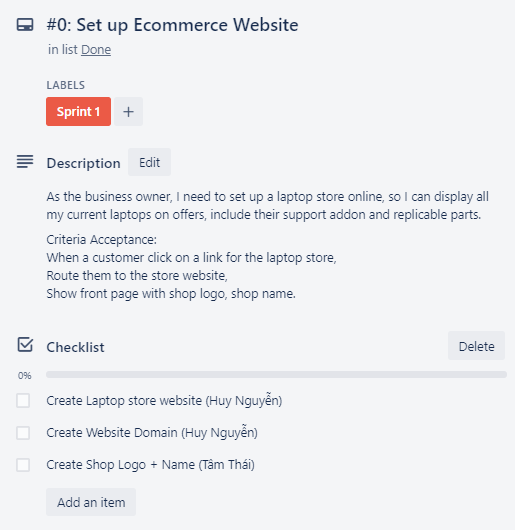 #0: Set up Ecommerce Website
in list Done
LABELS
Sprint 1
+
Description
Edit
As the business owner, I need to set up a laptop store online, so I can display all
my current laptops on offers, include their support addon and replicable parts.
Criteria Acceptance:
When a customer click on a link for the laptop store,
Route them to the store website,
Show front page with shop logo, shop name.
Checklist
Delete
0%
Create Laptop store website (Huy Nguyễn)
Create Website Domain (Huy Nguyễn)
Create Shop Logo + Name (Tâm Thái)
Add an item